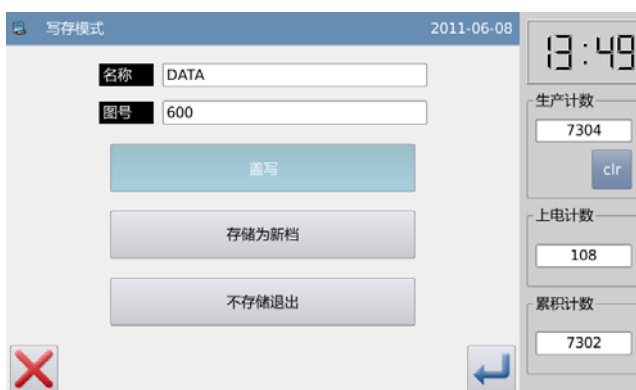 写存模式 2011-06-08
名称 DATA
图号 600
盖写
存储为新档
不存储退出
13:49
生产计数
7304
clr
上电计数
108
累积计数
7302